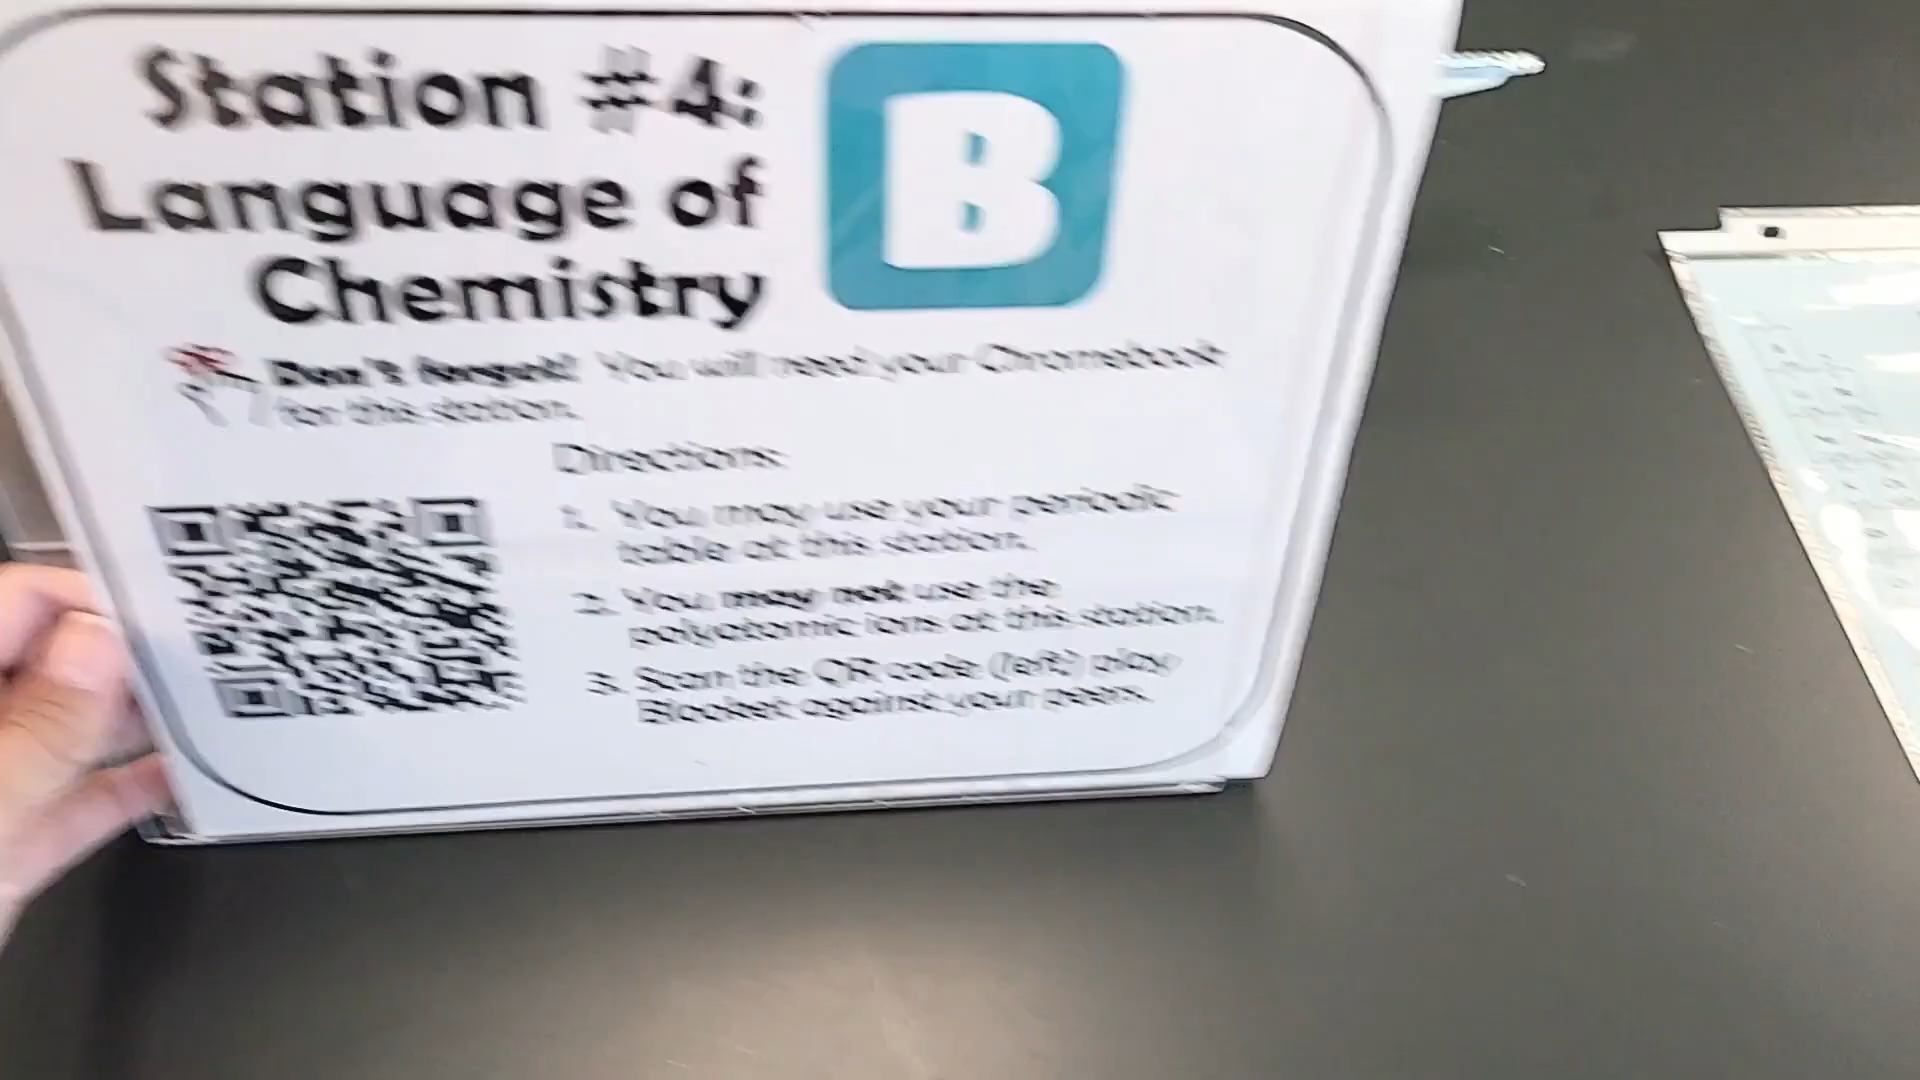 Station #4:
Language of
Chemistry
B
Don't forget! You will need your Chromebook
for this station.
Directions:
1. You may use your periodic
table at this station.
2. You may not use the
polyatomic ions at this station.
3. Scan the QR code (left) play
Blooket against your peers.